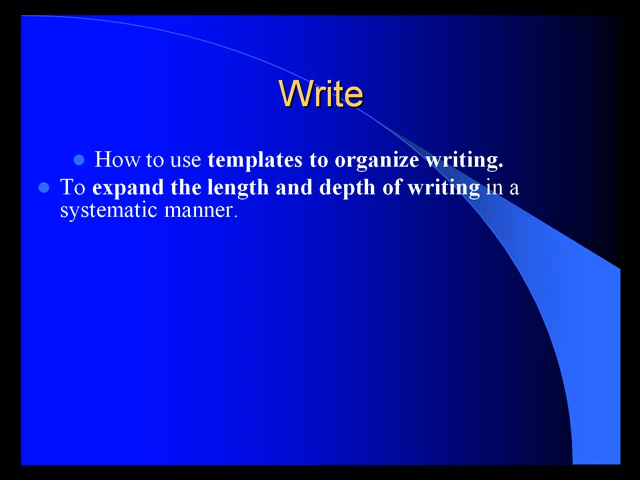 Write
How to use templates to organize writing.
To expand the length and depth of writing in a
systematic manner.